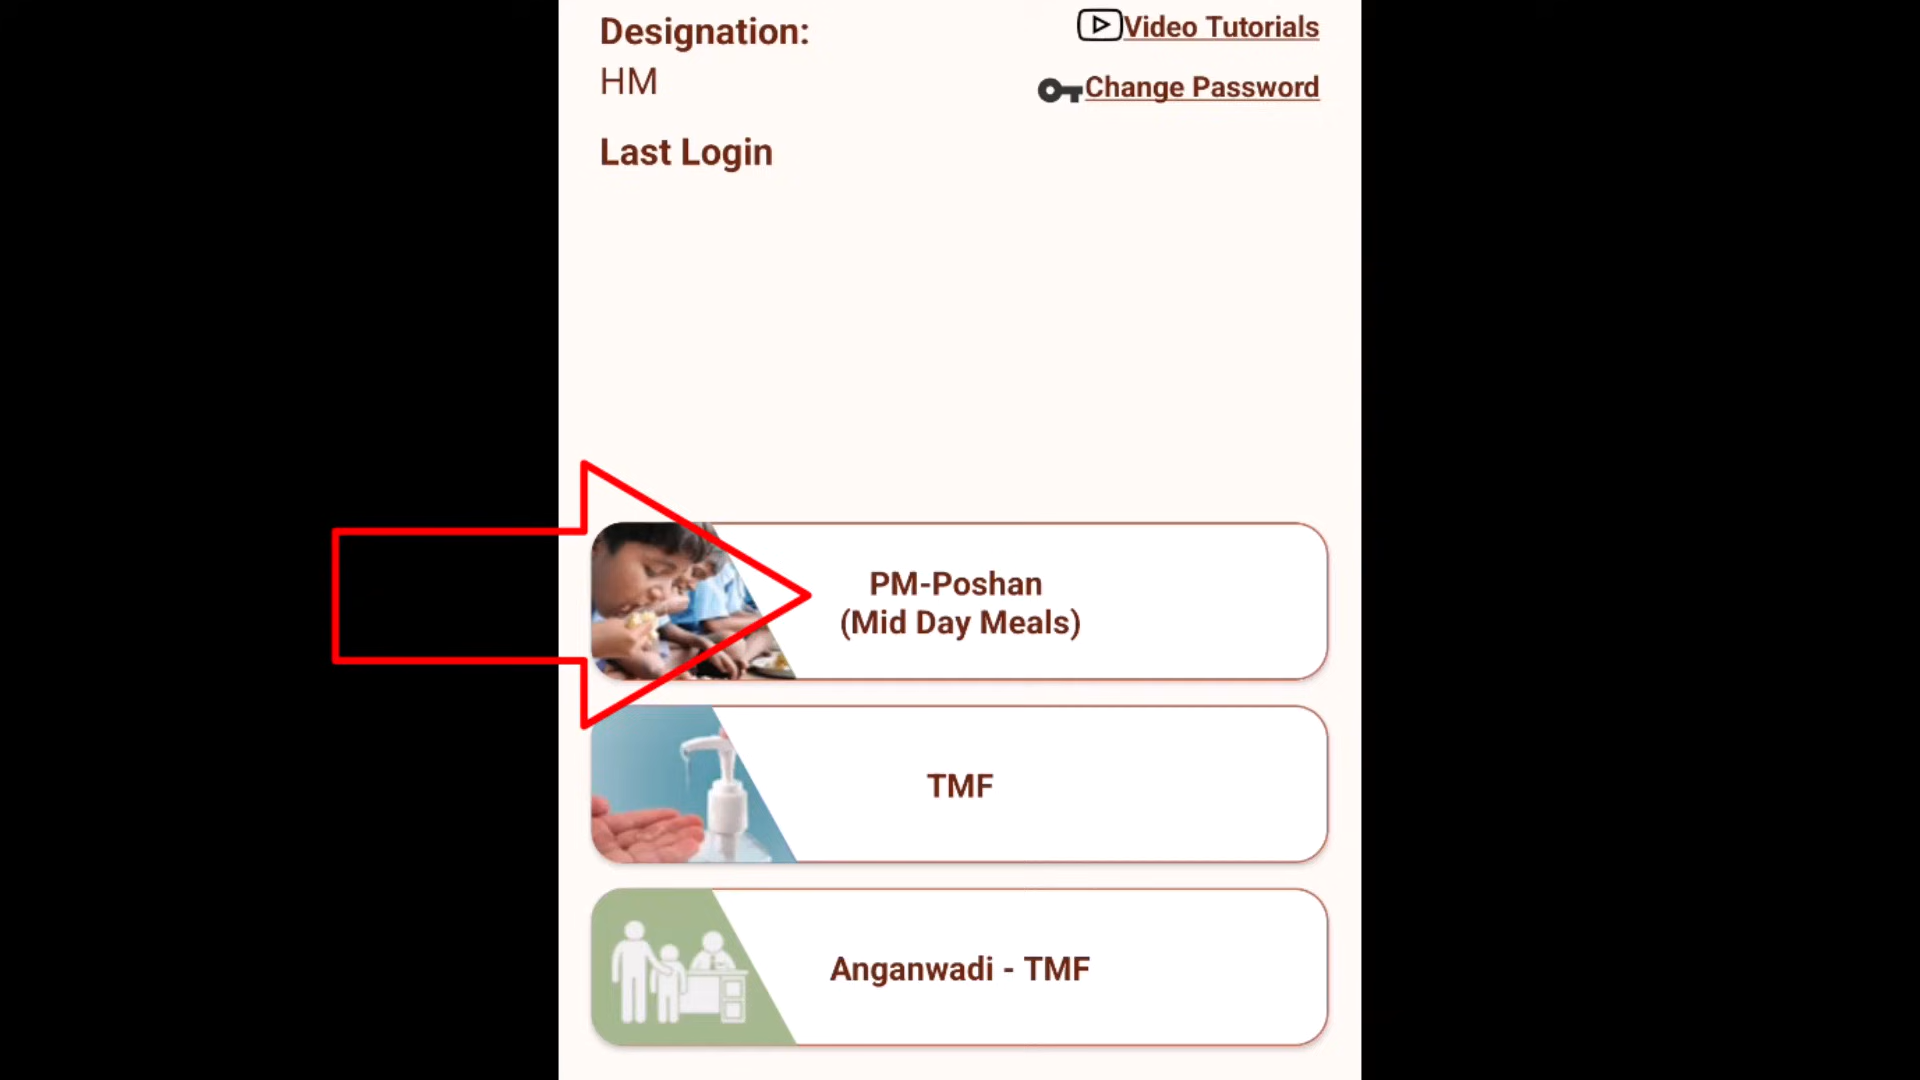 Designation:
HM
Video Tutorials
Change Password
Last Login
PM-Poshan
(Mid Day Meals)
TMF
Anganwadi - TMF